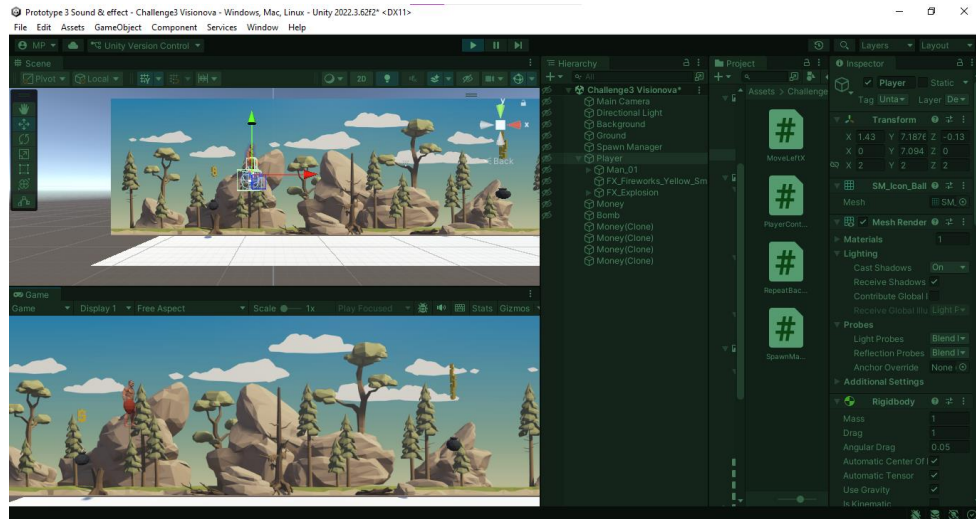 Prototype 3 Sound & effect - Challenge3 Visionova - Windows, Mac, Linux - Unity 2022.3.62f2* <DX11>
File Edit Assets GameObject Component Services Window Help
MP Unity Version Control Layers Layout
Scene
Pivot Local 2D
Back
Game
Game Display 1 Free Aspect Scale 1x Play Focused Stats Gizmos
Hierarchy
All
Challenge3 Visionova*
Main Camera
Directional Light
Background
Ground
Spawn Manager
Player
Man_01
FX_Fireworks_Yellow_Sm
FX_Explosion
Money
Bomb
Money(Clone)
Money(Clone)
Money(Clone)
Money(Clone)
Project
Assets > Challenge
#
MoveLeftX
#
PlayerCont...
#
RepeatBac...
#
SpawnMa...
Inspector
Player Static
Tag Unta Layer De
Transform
X 1.43 Y 7.1876 Z -0.13
X 0 Y 7.094 Z 0
X 2 Y 2 Z 2
SM_Icon_Ball
Mesh SM_
Mesh Render
Materials 1
Lighting
Cast Shadows On
Receive Shadows
Contribute Global I
Receive Global Illu Light P
Probes
Light Probes Blend
Reflection Probes Blend
Anchor Override None
Additional Settings
Rigidbody
Mass 1
Drag 1
Angular Drag 0.05
Automatic Center Of
Automatic Tensor
Use Gravity
Is Kinematic